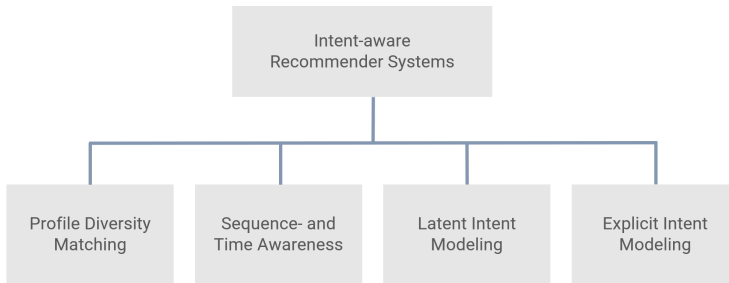 Intent-aware
Recommender Systems
Profile Diversity
Matching
Sequence- and
Time Awareness
Latent Intent
Modeling
Explicit Intent
Modeling